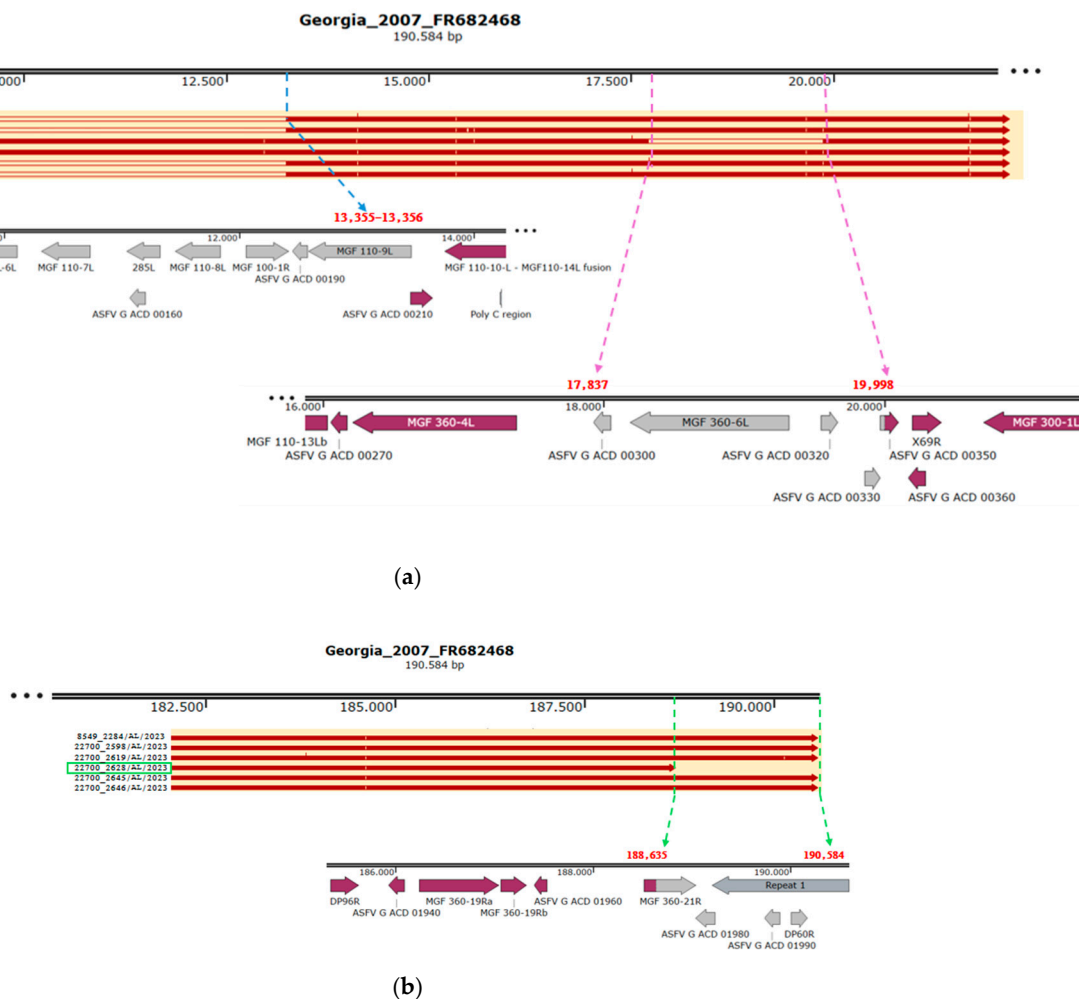 Georgia_2007_FR682468
190.584 bp
000
12.500
15.000
17.500
20.000
13,355–13,356
12.000
14.000
MGF 110-9L
-6L
MGF 110-7L
285L
MGF 110-8L
MGF 100-1R
MGF 110-10-L - MGF110-14L fusion
ASFV G ACD 00190
ASFV G ACD 00160
ASFV G ACD 00210
Poly C region
17,837
19,998
16.000
18.000
20.000
MGF 360-4L
MGF 360-6L
MGF 300-1L
MGF 110-13Lb
X69R
ASFV G ACD 00270
ASFV G ACD 00300
ASFV G ACD 00320
ASFV G ACD 00350
ASFV G ACD 00330
ASFV G ACD 00360
(a)
Georgia_2007_FR682468
190.584 bp
182.500
185.000
187.500
190.000
8549_2284/AL/2023
22700_2598/AL/2023
22700_2619/AL/2023
22700_2628/AL/2023
22700_2645/AL/2023
22700_2646/AL/2023
188,635
190,584
186.000
188.000
190.000
Repeat 1
DP96R
MGF 360-19Ra
ASFV G ACD 01960
MGF 360-21R
ASFV G ACD 01940
MGF 360-19Rb
ASFV G ACD 01980
DP60R
ASFV G ACD 01990
(b)